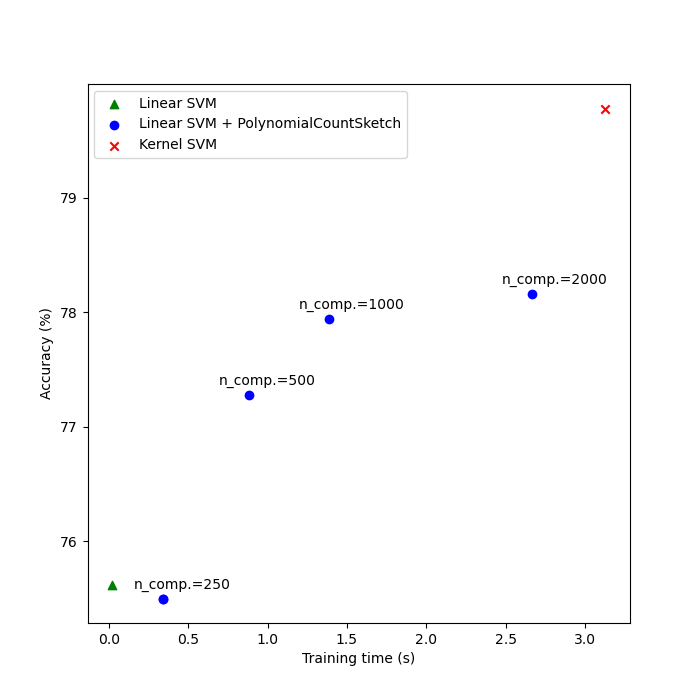 Linear SVM
Linear SVM + PolynomialCountSketch
Kernel SVM
79
78
77
76
Accuracy (%)
n_comp.=2000
n_comp.=1000
n_comp.=500
n_comp.=250
0.0 0.5 1.0 1.5 2.0 2.5 3.0
Training time (s)